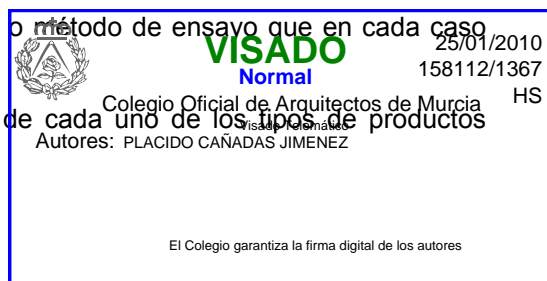 o método de ensayo que en cada caso
VISADO
25/01/2010
Normal
158112/1367
HS
Colegio Oficial de Arquitectos de Murcia
de cada uno de los tipos de productos
Visado Telemático
Autores: PLACIDO CAÑADAS JIMENEZ
El Colegio garantiza la firma digital de los autores